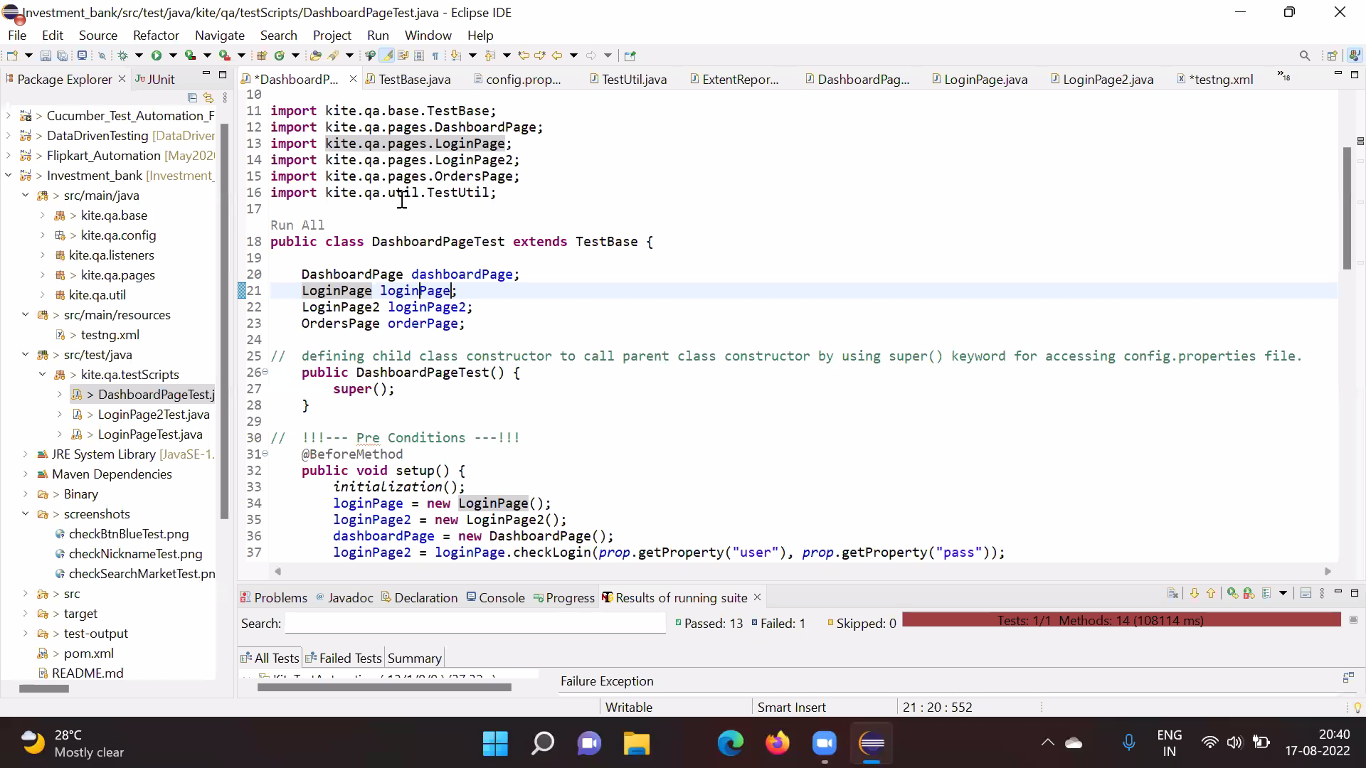 Investment_bank/src/test/java/kite/qa/testScripts/DashboardPageTest.java - Eclipse IDE
File Edit Source Refactor Navigate Search Project Run Window Help
Package Explorer JUnit
*DashboardP... TestBase.java config.prop... TestUtil.java ExtentRepor... DashboardPag... LoginPage.java LoginPage2.java *testng.xml »18
Cucumber_Test_Automation_F
DataDrivenTesting [DataDriver
Flipkart_Automation [May202
Investment_bank [Investment_
src/main/java
kite.qa.base
kite.qa.config
kite.qa.listeners
kite.qa.pages
kite.qa.util
src/main/resources
testng.xml
src/test/java
kite.qa.testScripts
DashboardPageTest.j
LoginPage2Test.java
LoginPageTest.java
JRE System Library [JavaSE-1.
Maven Dependencies
Binary
screenshots
checkBtnBlueTest.png
checkNicknameTest.png
checkSearchMarketTest.pn
src
target
test-output
pom.xml
README.md
10
11 import kite.qa.base.TestBase;
12 import kite.qa.pages.DashboardPage;
13 import kite.qa.pages.LoginPage;
14 import kite.qa.pages.LoginPage2;
15 import kite.qa.pages.OrdersPage;
16 import kite.qa.util.TestUtil;
17
Run All
18 public class DashboardPageTest extends TestBase {
19
20 DashboardPage dashboardPage;
21 LoginPage loginPage;
22 LoginPage2 loginPage2;
23 OrdersPage orderPage;
24
25 // defining child class constructor to call parent class constructor by using super() keyword for accessing config.properties file.
26 public DashboardPageTest() {
27 super();
28 }
29
30 // !!!--- Pre Conditions ---!!!
31 @BeforeMethod
32 public void setup() {
33 initialization();
34 loginPage = new LoginPage();
35 loginPage2 = new LoginPage2();
36 dashboardPage = new DashboardPage();
37 loginPage2 = loginPage.checkLogin(prop.getProperty("user"), prop.getProperty("pass"));
Problems Javadoc Declaration Console Progress Results of running suite
Search: Passed: 13 Failed: 1 Skipped: 0 Tests: 1/1 Methods: 14 (108114 ms)
All Tests Failed Tests Summary
Failure Exception
Writable Smart Insert 21 : 20 : 552
28°C
Mostly clear
ENG
IN
20:40
17-08-2022